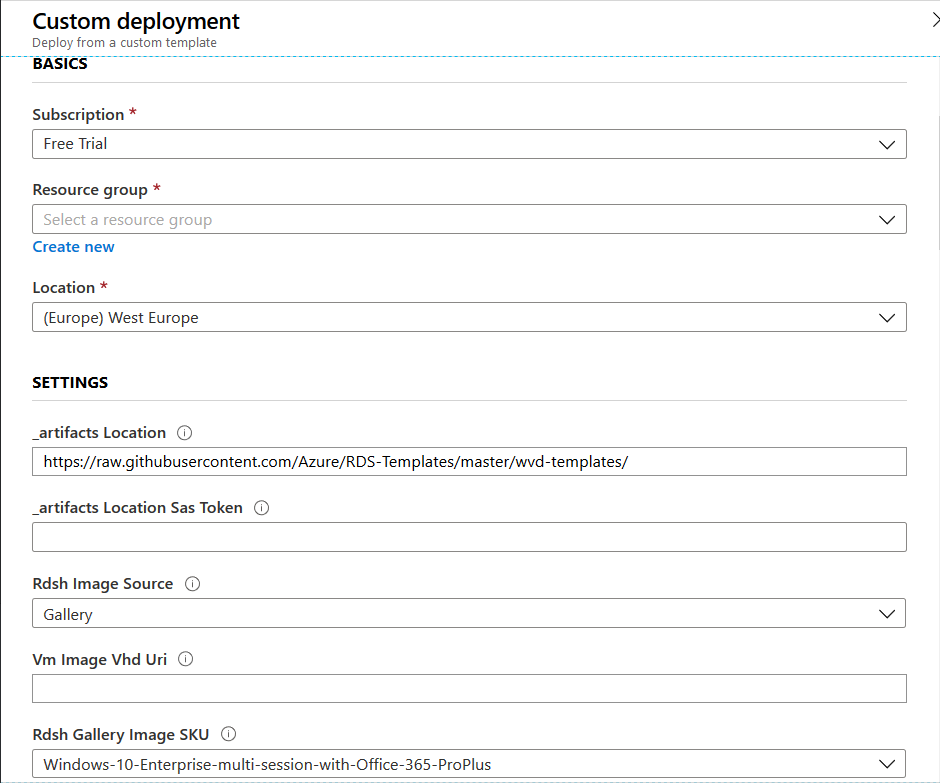 Custom deployment
Deploy from a custom template
BASICS
Subscription *
Free Trial
Resource group *
Select a resource group
Create new
Location *
(Europe) West Europe
SETTINGS
_artifacts Location
https://raw.githubusercontent.com/Azure/RDS-Templates/master/wvd-templates/
_artifacts Location Sas Token
Rdsh Image Source
Gallery
Vm Image Vhd Uri
Rdsh Gallery Image SKU
Windows-10-Enterprise-multi-session-with-Office-365-ProPlus